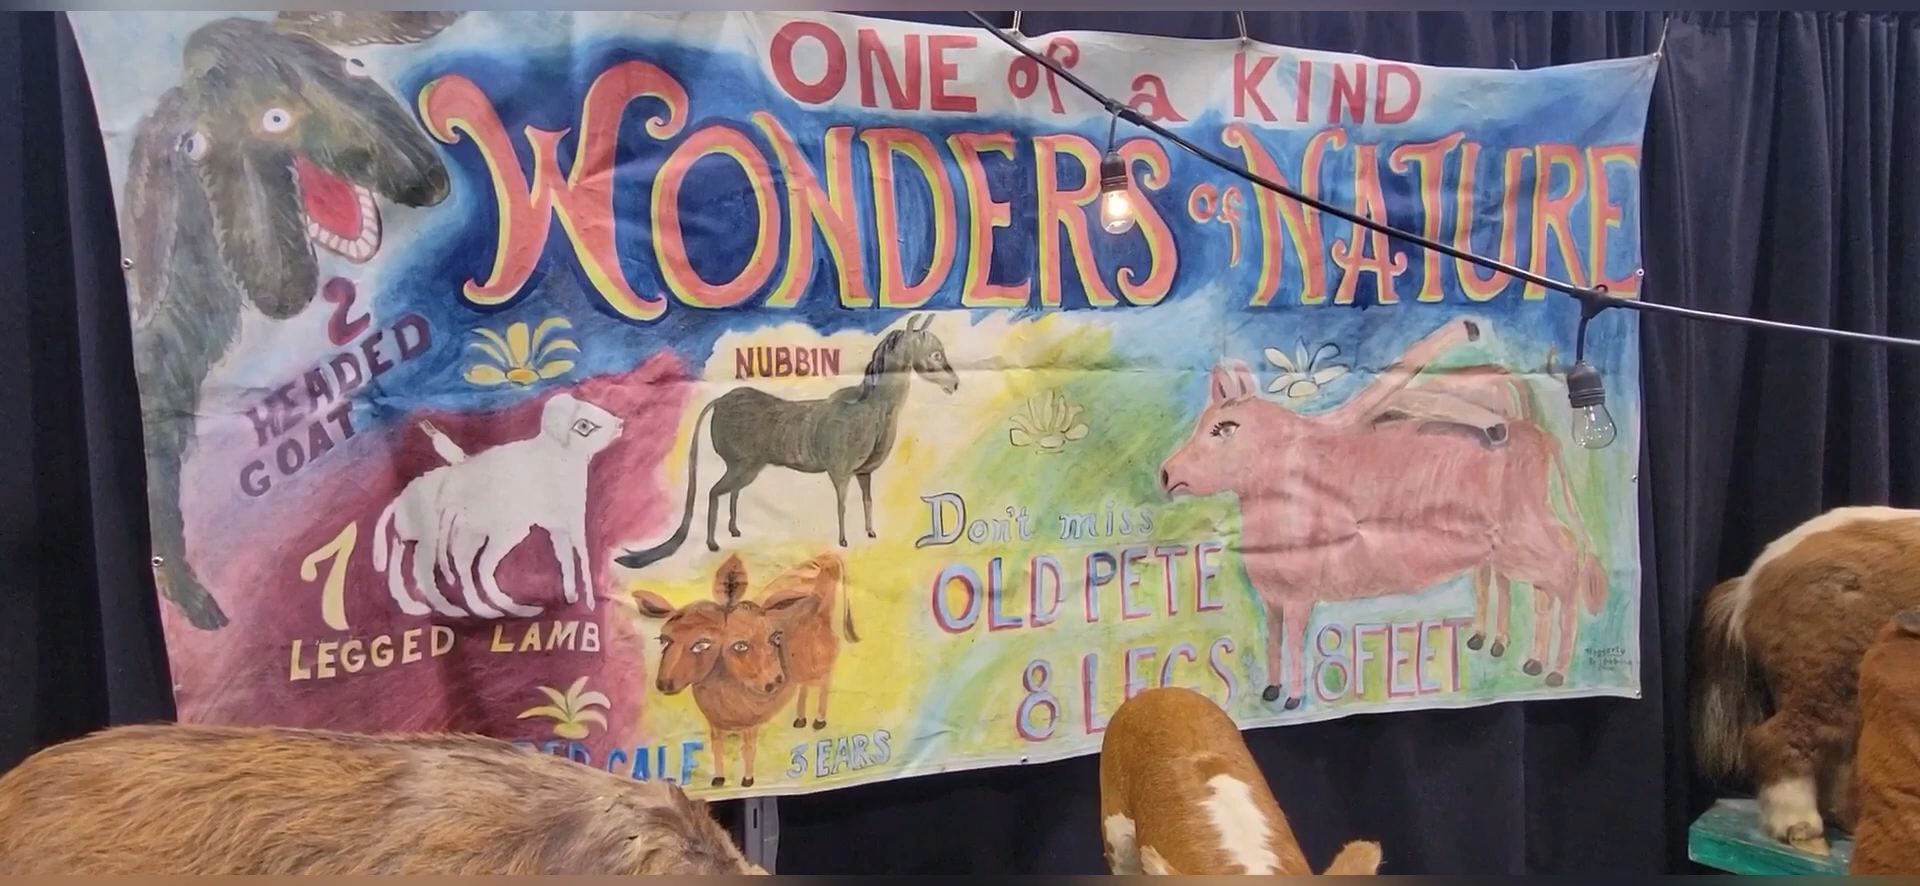 ONE of a KIND
WONDERS of NATURE
2
HEADED
GOAT
NUBBIN
7
LEGGED LAMB
Don't miss
OLD PETE
8 LEGS 8 FEET
CALF
3 EARS